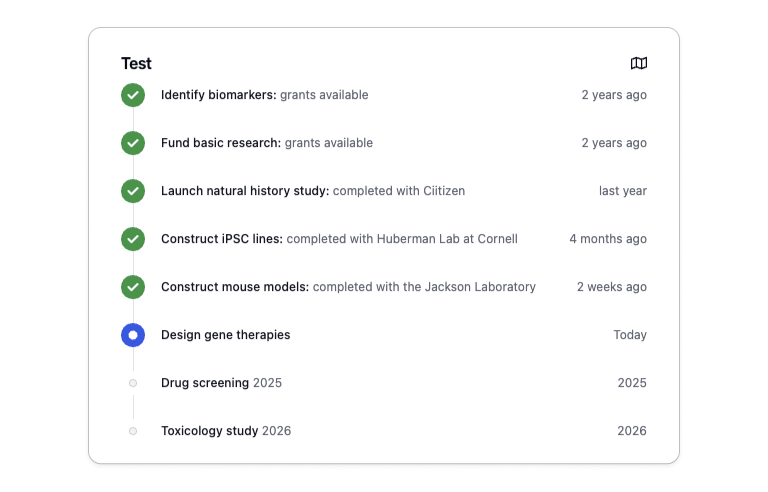 Test
Identify biomarkers: grants available 2 years ago
Fund basic research: grants available 2 years ago
Launch natural history study: completed with Ciitizen last year
Construct iPSC lines: completed with Huberman Lab at Cornell 4 months ago
Construct mouse models: completed with the Jackson Laboratory 2 weeks ago
Design gene therapies Today
Drug screening 2025 2025
Toxicology study 2026 2026